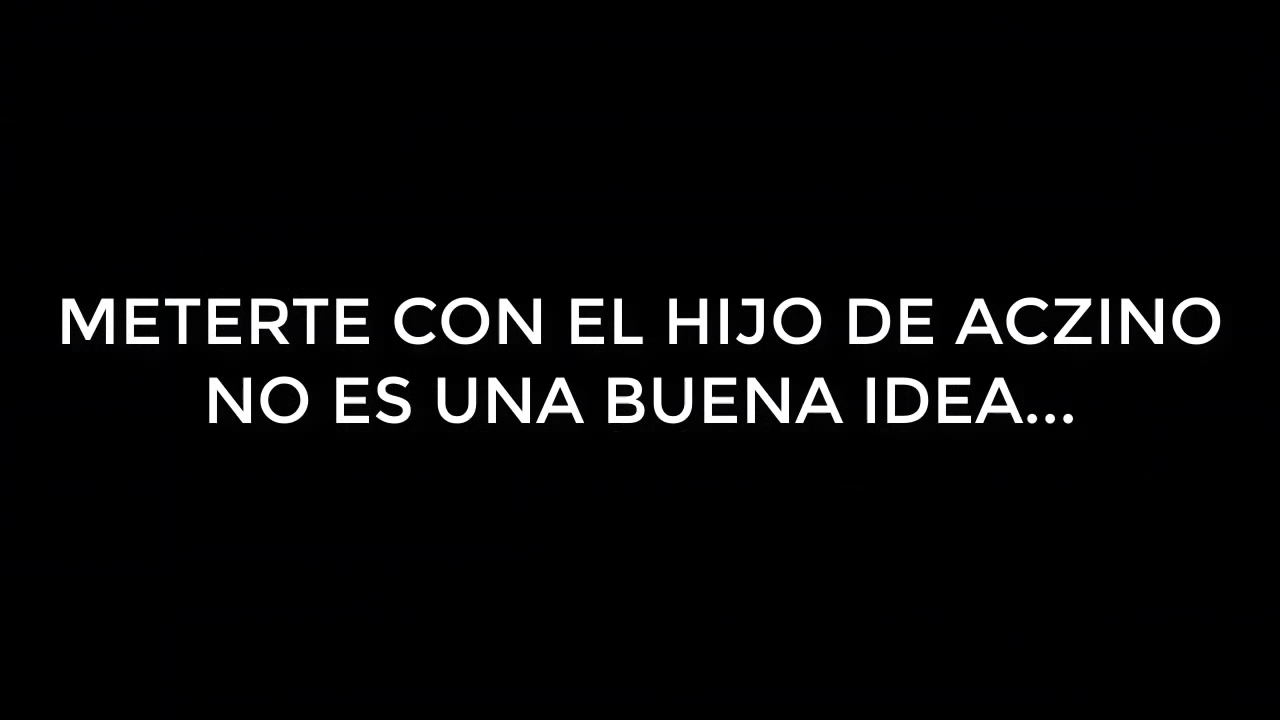 METERTE CON EL HIJO DE ACZINO
NO ES UNA BUENA IDEA...